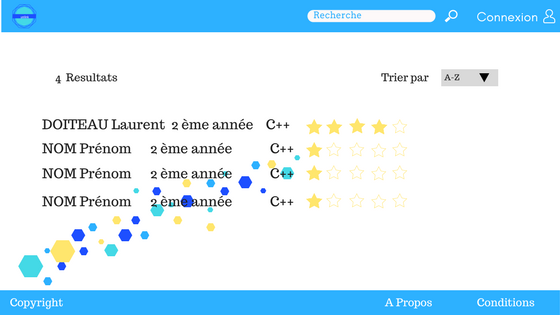 Recherche
Connexion
4 Resultats
Trier par A-Z
DOITEAU Laurent 2 ème année C++
NOM Prénom 2 ème année C++
NOM Prénom 2 ème année C++
NOM Prénom 2 ème année C++
Copyright A Propos Conditions